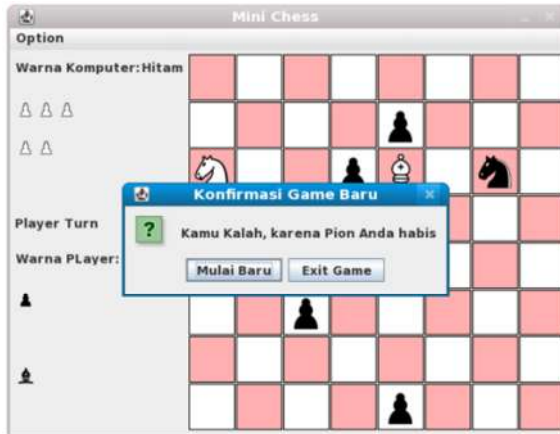 Mini Chess
Option
Warna Komputer:Hitam
Konfirmasi Game Baru
?
Kamu Kalah, karena Pion Anda habis
Player Turn
Warna PLayer:
Mulai Baru
Exit Game